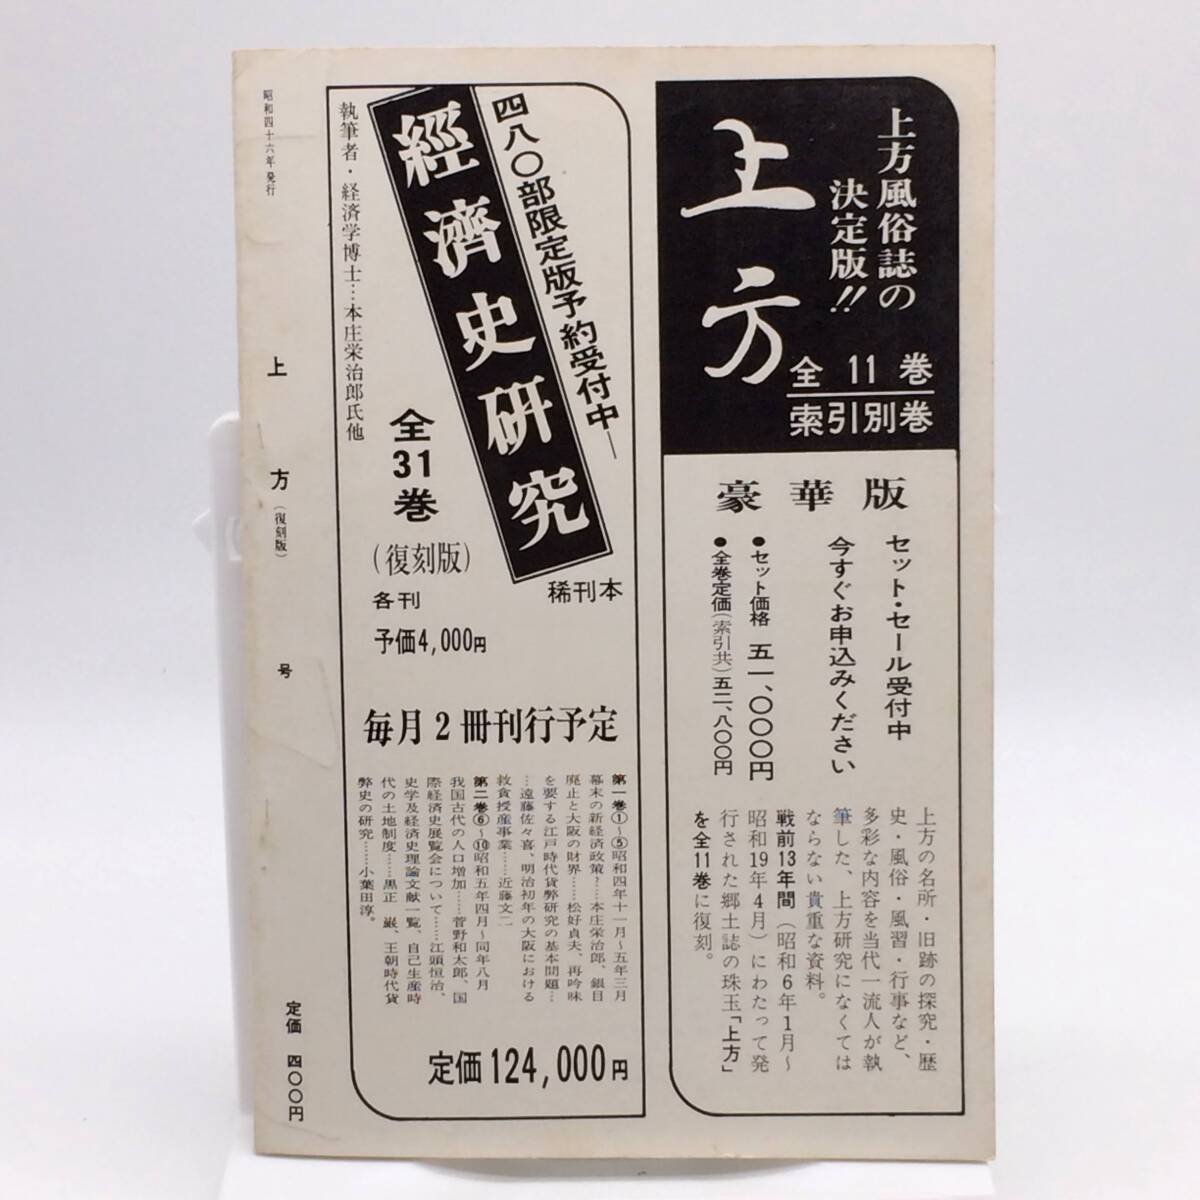 上方風俗誌の
決定版!!
上方
全11巻
索引別巻
豪華版
セット・セール受付中
今すぐお申込みください
●セット価格 五一、〇〇〇円
●全巻定価(索引共)五二、八〇〇円
上方の名所・旧跡の探究・歴
史・風俗・風習・行事など、
多彩な内容を当代一流人が執
筆した、上方研究になくては
ならない貴重な資料。
戦前13年間(昭和6年1月〜
昭和19年4月)にわたって発
行された郷土誌の珠玉「上方」
を全11巻に復刻。
四八〇部限定版予約受付中—
經濟史研究
稀刊本
執筆者・経済学博士…本庄栄治郎氏他
全31巻
(復刻版)
各刊
予価4,000円
毎月2冊刊行予定
第一巻①〜⑤昭和四年十一月〜五年三月
幕末の新経済政策?……本庄栄治郎、銀目
廃止と大阪の財界……松好貞夫、再吟味
を要する江戸時代貨幣研究の基本問題…
…遠藤佐々喜、明治初年の大阪における
救貧授産事業……近藤文二
第二巻⑥〜⑩昭和五年四月〜同年八月
我国古代の人口増加……菅野和太郎、国
際経済史展覧会について……江頭恒治、
史学及経済史理論文献一覧、自己生産時
代の土地制度……黒正 巌、王朝時代貨
弊史の研究……小葉田淳。
定価124,000円
昭和四十六年発行
上方(復刻版)号
定価 四〇〇円